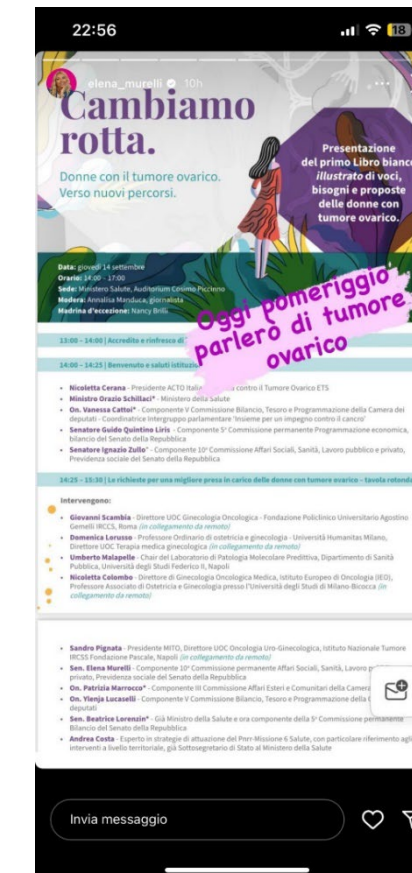 22:56
18
elena_murelli 10h
Cambiamo
rotta.
Donne con il tumore ovarico.
Verso nuovi percorsi.
Presentazione
del primo Libro bianco
illustrato di voci,
bisogni e proposte
delle donne con
tumore ovarico.
Data: giovedì 14 settembre
Orario: 14:00 - 17:00
Sede: Ministero Salute, Auditorium Cosimo Piccinno
Modera: Annalisa Manduca, giornalista
Madrina d'eccezione: Nancy Brilli
Oggi pomeriggio
parlerò di tumore
ovarico
13:00 – 14:00 | Accredito e rinfresco di
14:00 – 14:25 | Benvenuto e saluti istituzio
• Nicoletta Cerana - Presidente ACTO Italia contro il Tumore Ovarico ETS
• Ministro Orazio Schillaci* - Ministero della Salute
• On. Vanessa Cattoi* - Componente V Commissione Bilancio, Tesoro e Programmazione della Camera dei
deputati - Coordinatrice Intergruppo parlamentare 'Insieme per un impegno contro il cancro'
• Senatore Guido Quintino Liris - Componente 5ª Commissione permanente Programmazione economica,
bilancio del Senato della Repubblica
• Senatore Ignazio Zullo* - Componente 10ª Commissione Affari Sociali, Sanità, Lavoro pubblico e privato,
Previdenza sociale del Senato della Repubblica
14:25 – 15:30 | Le richieste per una migliore presa in carico delle donne con tumore ovarico – tavola rotonda
Intervengono:
• Giovanni Scambia - Direttore UOC Ginecologia Oncologica - Fondazione Policlinico Universitario Agostino
Gemelli IRCCS, Roma (in collegamento da remoto)
• Domenica Lorusso - Professore Ordinario di ostetricia e ginecologia - Università Humanitas Milano,
Direttore UOC Terapia medica ginecologica (in collegamento da remoto)
• Umberto Malapelle - Chair del Laboratorio di Patologia Molecolare Predittiva, Dipartimento di Sanità
Pubblica, Università degli Studi Federico II, Napoli
• Nicoletta Colombo - Direttore di Ginecologia Oncologica Medica, Istituto Europeo di Oncologia (IEO),
Professore Associato di Ostetricia e Ginecologia presso l'Università degli Studi di Milano-Bicocca (in
collegamento da remoto)
• Sandro Pignata - Presidente MITO, Direttore UOC Oncologia Uro-Ginecologica, Istituto Nazionale Tumore
IRCSS Fondazione Pascale, Napoli (in collegamento da remoto)
• Sen. Elena Murelli - Componente 10ª Commissione permanente Affari Sociali, Sanità, Lavoro
privato, Previdenza sociale del Senato della Repubblica
• On. Patrizia Marrocco* - Componente III Commissione Affari Esteri e Comunitari della Camera
• On. Ylenja Lucaselli - Componente V Commissione Bilancio, Tesoro e Programmazione della
deputati
• Sen. Beatrice Lorenzin* - Già Ministro della Salute e ora componente della 5ª Commissione permanente
Bilancio del Senato della Repubblica
• Andrea Costa - Esperto in strategie di attuazione del Pnrr-Missione 6 Salute, con particolare riferimento agli
interventi a livello territoriale, già Sottosegretario di Stato al Ministero della Salute
Invia messaggio